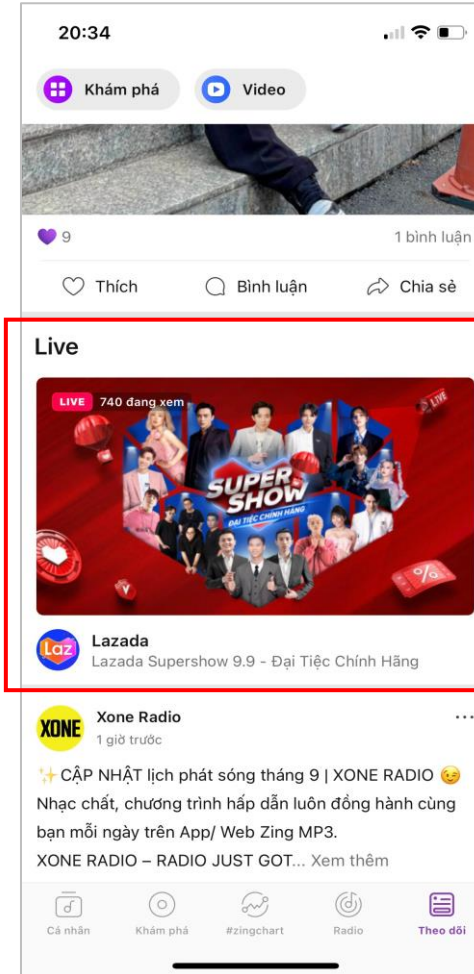 20:34
Khám phá
Video
9
1 bình luận
Thích
Bình luận
Chia sẻ
Live
LIVE 740 đang xem
LIVE
SUPER
SHOW
ĐẠI TIỆC CHÍNH HÃNG
%
Laz
Lazada
Lazada Supershow 9.9 - Đại Tiệc Chính Hãng
XONE
Xone Radio
1 giờ trước
✨ CẬP NHẬT lịch phát sóng tháng 9 | XONE RADIO 😉
Nhạc chất, chương trình hấp dẫn luôn đồng hành cùng
bạn mỗi ngày trên App/ Web Zing MP3.
XONE RADIO – RADIO JUST GOT... Xem thêm
Cá nhân
Khám phá
#zingchart
Radio
Theo dõi